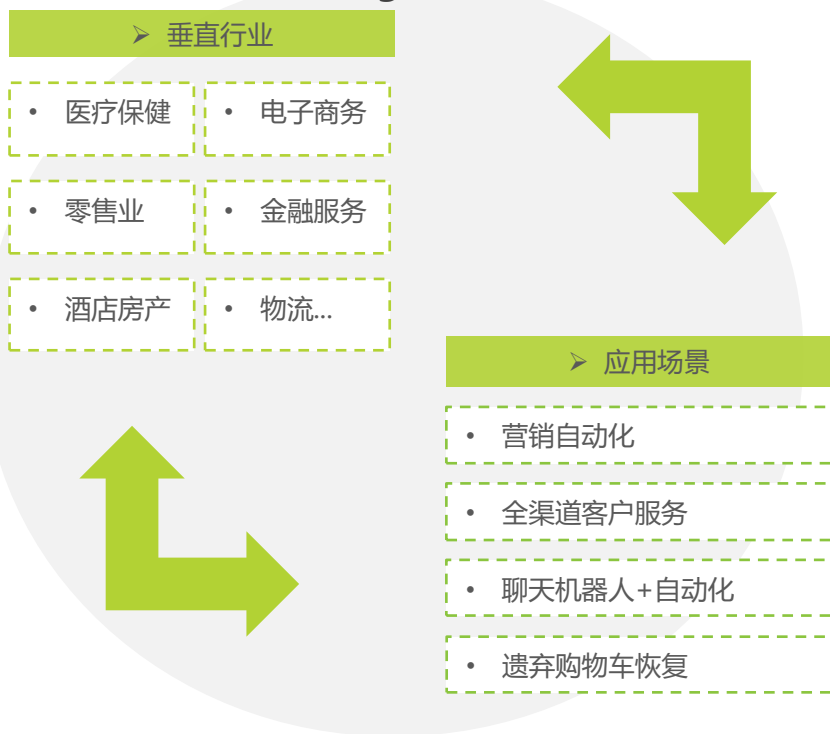 ➢ 垂直行业
• 医疗保健
• 电子商务
• 零售业
• 金融服务
• 酒店房产
• 物流...
➢ 应用场景
• 营销自动化
• 全渠道客户服务
• 聊天机器人+自动化
• 遗弃购物车恢复